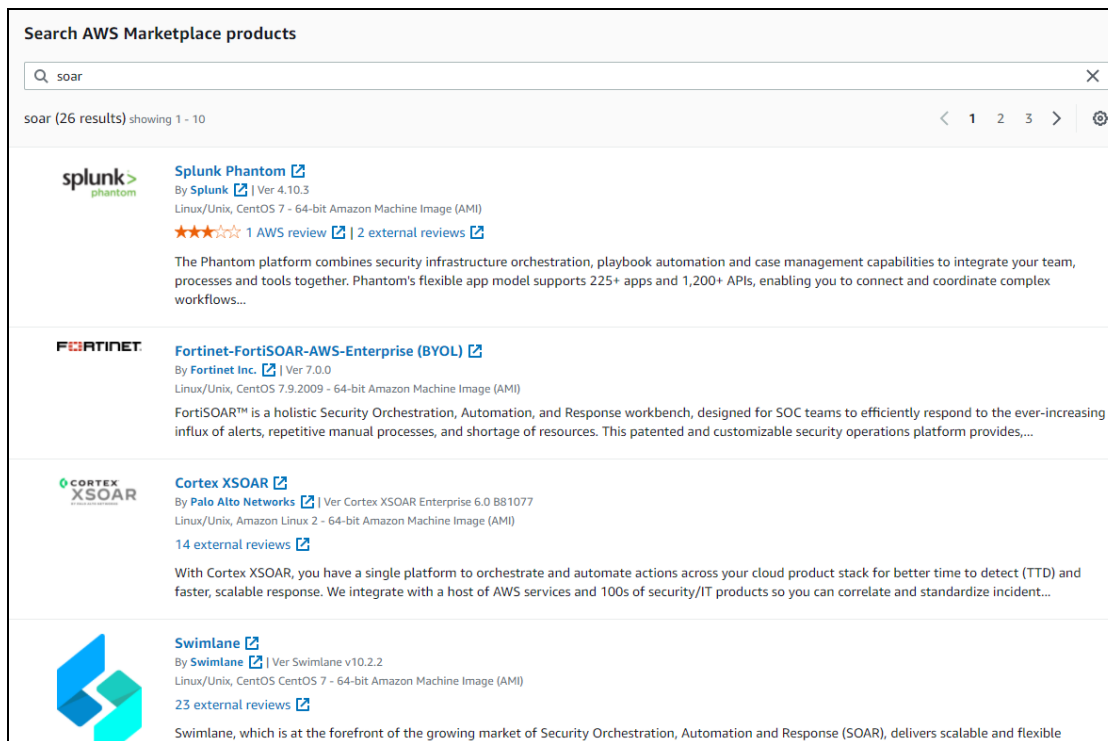 Search AWS Marketplace products
soar
soar (26 results) showing 1 - 10
1 2 3
splunk>
phantom
Splunk Phantom
By Splunk | Ver 4.10.3
Linux/Unix, CentOS 7 - 64-bit Amazon Machine Image (AMI)
1 AWS review | 2 external reviews
The Phantom platform combines security infrastructure orchestration, playbook automation and case management capabilities to integrate your team,
processes and tools together. Phantom's flexible app model supports 225+ apps and 1,200+ APIs, enabling you to connect and coordinate complex
workflows...
FORTINET
Fortinet-FortiSOAR-AWS-Enterprise (BYOL)
By Fortinet Inc. | Ver 7.0.0
Linux/Unix, CentOS 7.9.2009 - 64-bit Amazon Machine Image (AMI)
FortiSOAR™ is a holistic Security Orchestration, Automation, and Response workbench, designed for SOC teams to efficiently respond to the ever-increasing
influx of alerts, repetitive manual processes, and shortage of resources. This patented and customizable security operations platform provides,...
CORTEX
XSOAR
Cortex XSOAR
By Palo Alto Networks | Ver Cortex XSOAR Enterprise 6.0 B81077
Linux/Unix, Amazon Linux 2 - 64-bit Amazon Machine Image (AMI)
14 external reviews
With Cortex XSOAR, you have a single platform to orchestrate and automate actions across your cloud product stack for better time to detect (TTD) and
faster, scalable response. We integrate with a host of AWS services and 100s of security/IT products so you can correlate and standardize incident...
Swimlane
By Swimlane | Ver Swimlane v10.2.2
Linux/Unix, CentOS CentOS 7 - 64-bit Amazon Machine Image (AMI)
23 external reviews
Swimlane, which is at the forefront of the growing market of Security Orchestration, Automation and Response (SOAR), delivers scalable and flexible